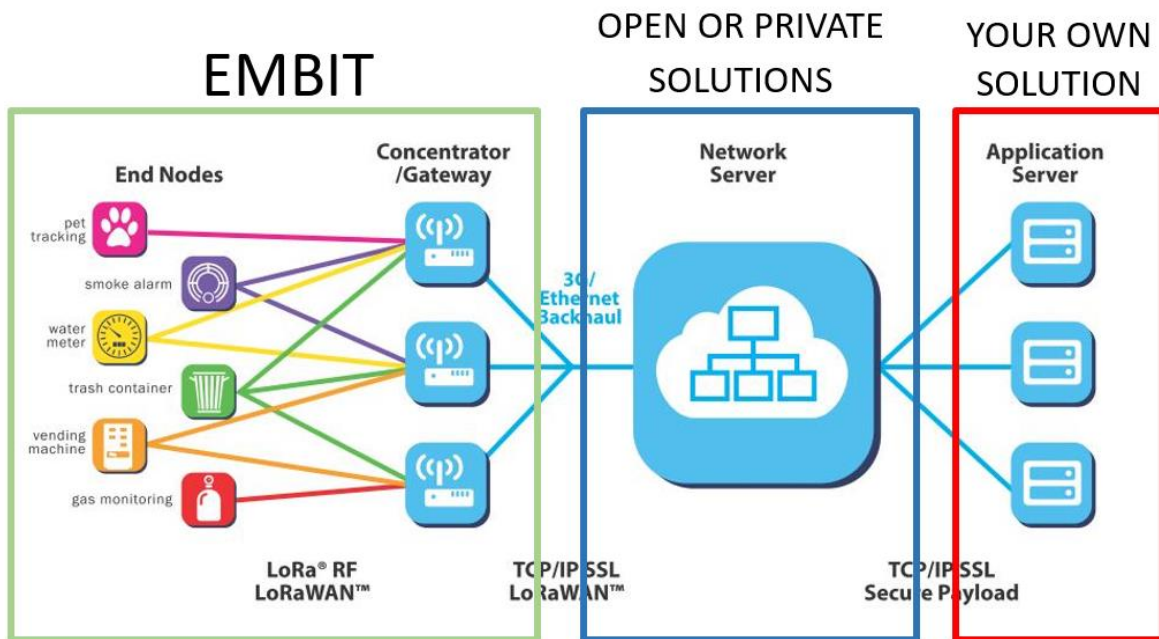 EMBIT
OPEN OR PRIVATE
SOLUTIONS
YOUR OWN
SOLUTION
End Nodes
Concentrator
/Gateway
Network
Server
Application
Server
pet
tracking
smoke alarm
water
meter
trash container
vending
machine
gas monitoring
3G/
Ethernet
Backhaul
LoRa® RF
LoRaWAN™
TCP/IP SSL
LoRaWAN™
TCP/IP SSL
Secure Payload